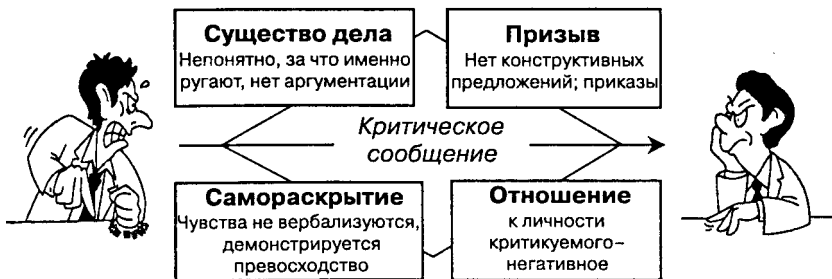 Существо дела
Непонятно, за что именно
ругают, нет аргументации
Призыв
Нет конструктивных
предложений; приказы
Критическое
сообщение
Самораскрытие
Чувства не вербализуются,
демонстрируется
превосходство
Отношение
к личности
критикуемого–
негативное